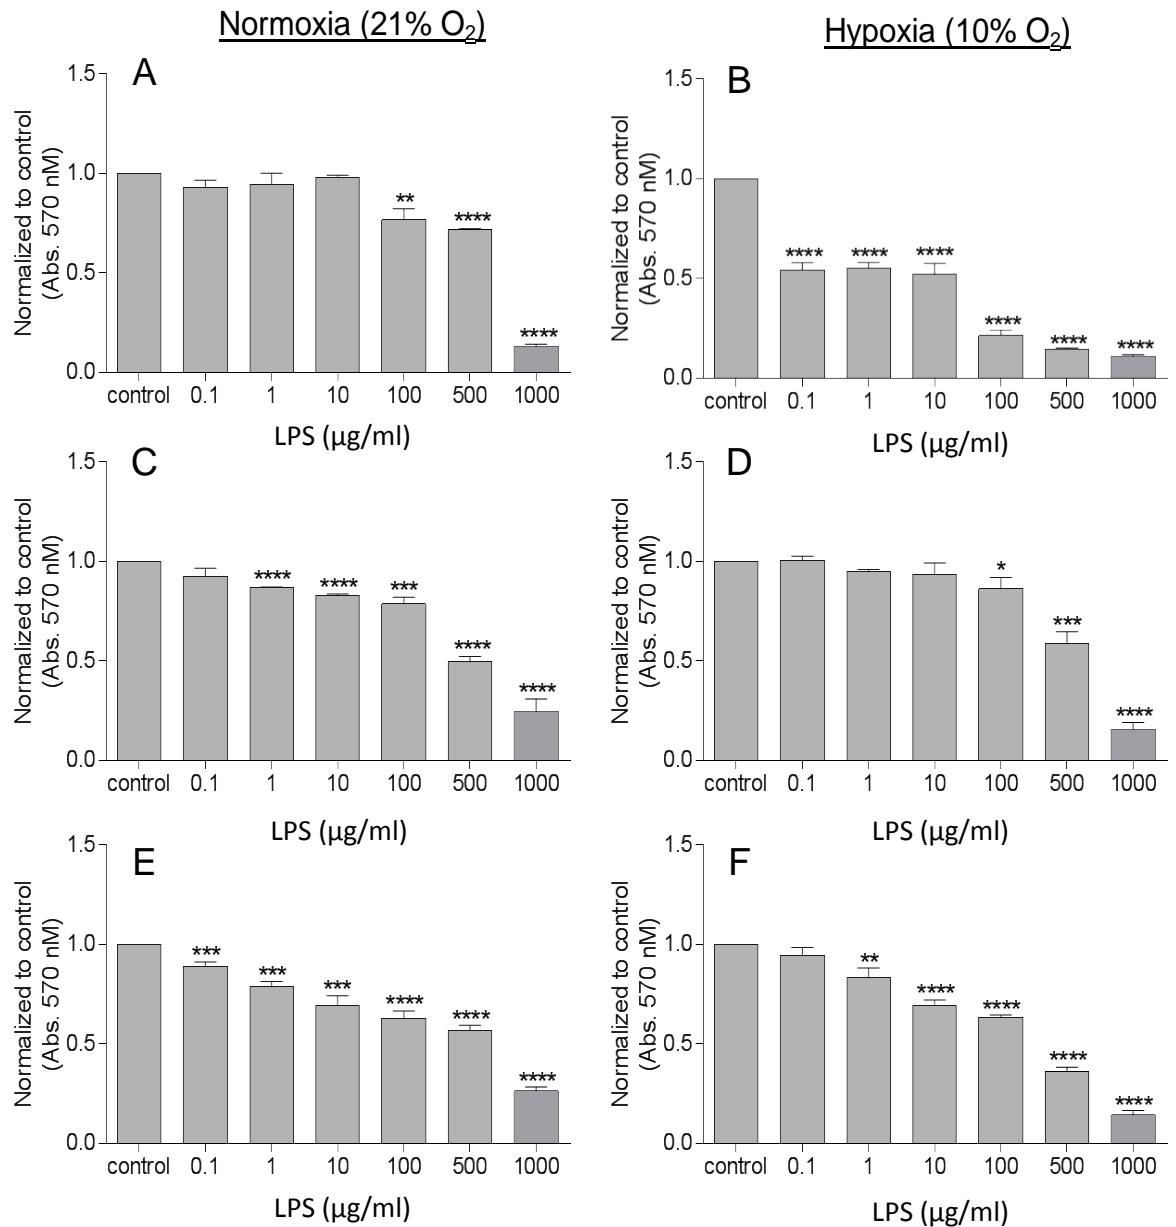 Normoxia (21% O₂)
Hypoxia (10% O₂)
A
Normalized to control
(Abs. 570 nM)
1.5
1.0
0.5
0.0
**
****
****
control 0.1 1 10 100 500 1000
LPS (µg/ml)
B
Normalized to control
(Abs. 570 nM)
1.5
1.0
0.5
0.0
**** **** ****
****
****
****
control 0.1 1 10 100 500 1000
LPS (µg/ml)
C
Normalized to control
(Abs. 570 nM)
1.5
1.0
0.5
0.0
**** **** ***
****
****
control 0.1 1 10 100 500 1000
LPS (µg/ml)
D
Normalized to control
(Abs. 570 nM)
1.5
1.0
0.5
0.0
*
***
****
control 0.1 1 10 100 500 1000
LPS (µg/ml)
E
Normalized to control
(Abs. 570 nM)
1.5
1.0
0.5
0.0
***
***
***
****
****
****
control 0.1 1 10 100 500 1000
LPS (µg/ml)
F
Normalized to control
(Abs. 570 nM)
1.5
1.0
0.5
0.0
**
****
****
****
****
control 0.1 1 10 100 500 1000
LPS (µg/ml)